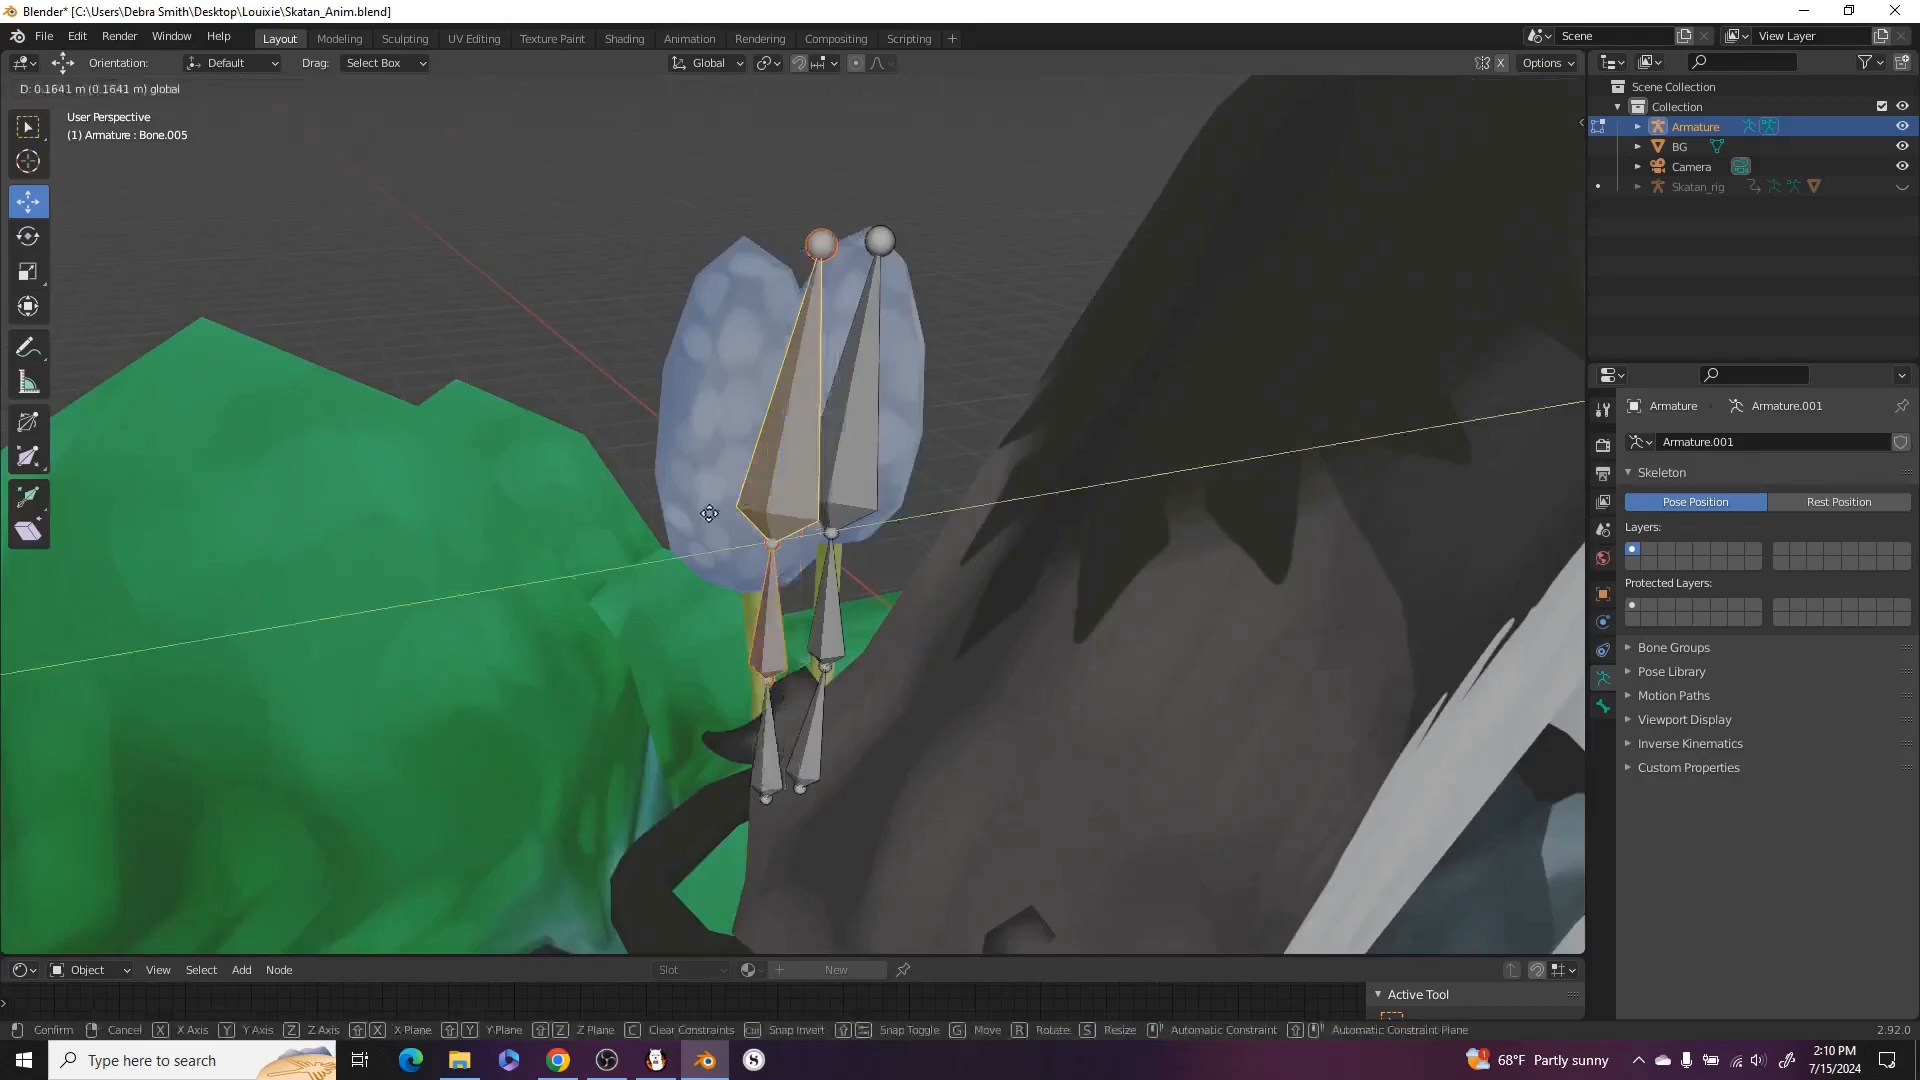 Blender* [C:\Users\Debra Smith\Desktop\Louixie\Skatan_Anim.blend]
File Edit Render Window Help Layout Modeling Sculpting UV Editing Texture Paint Shading Animation Rendering Compositing Scripting + Scene View Layer
Orientation: Default Drag: Select Box Global X Options
D: 0.1641 m (0.1641 m) global
User Perspective
(1) Armature : Bone.005
Scene Collection
Collection
Armature
BG
Camera
Skatan_rig
Armature Armature.001
Armature.001
Skeleton
Pose Position Rest Position
Layers:
Protected Layers:
Bone Groups
Pose Library
Motion Paths
Viewport Display
Inverse Kinematics
Custom Properties
Object View Select Add Node Slot New
Active Tool
Confirm Cancel X X Axis Y Y Axis Z Z Axis X X Plane Y Y Plane Z Z Plane C Clear Constraints Ctrl Snap Invert Snap Toggle G Move R Rotate S Resize Automatic Constraint Automatic Constraint Plane 2.92.0
Type here to search 68°F Partly sunny 2:10 PM
7/15/2024